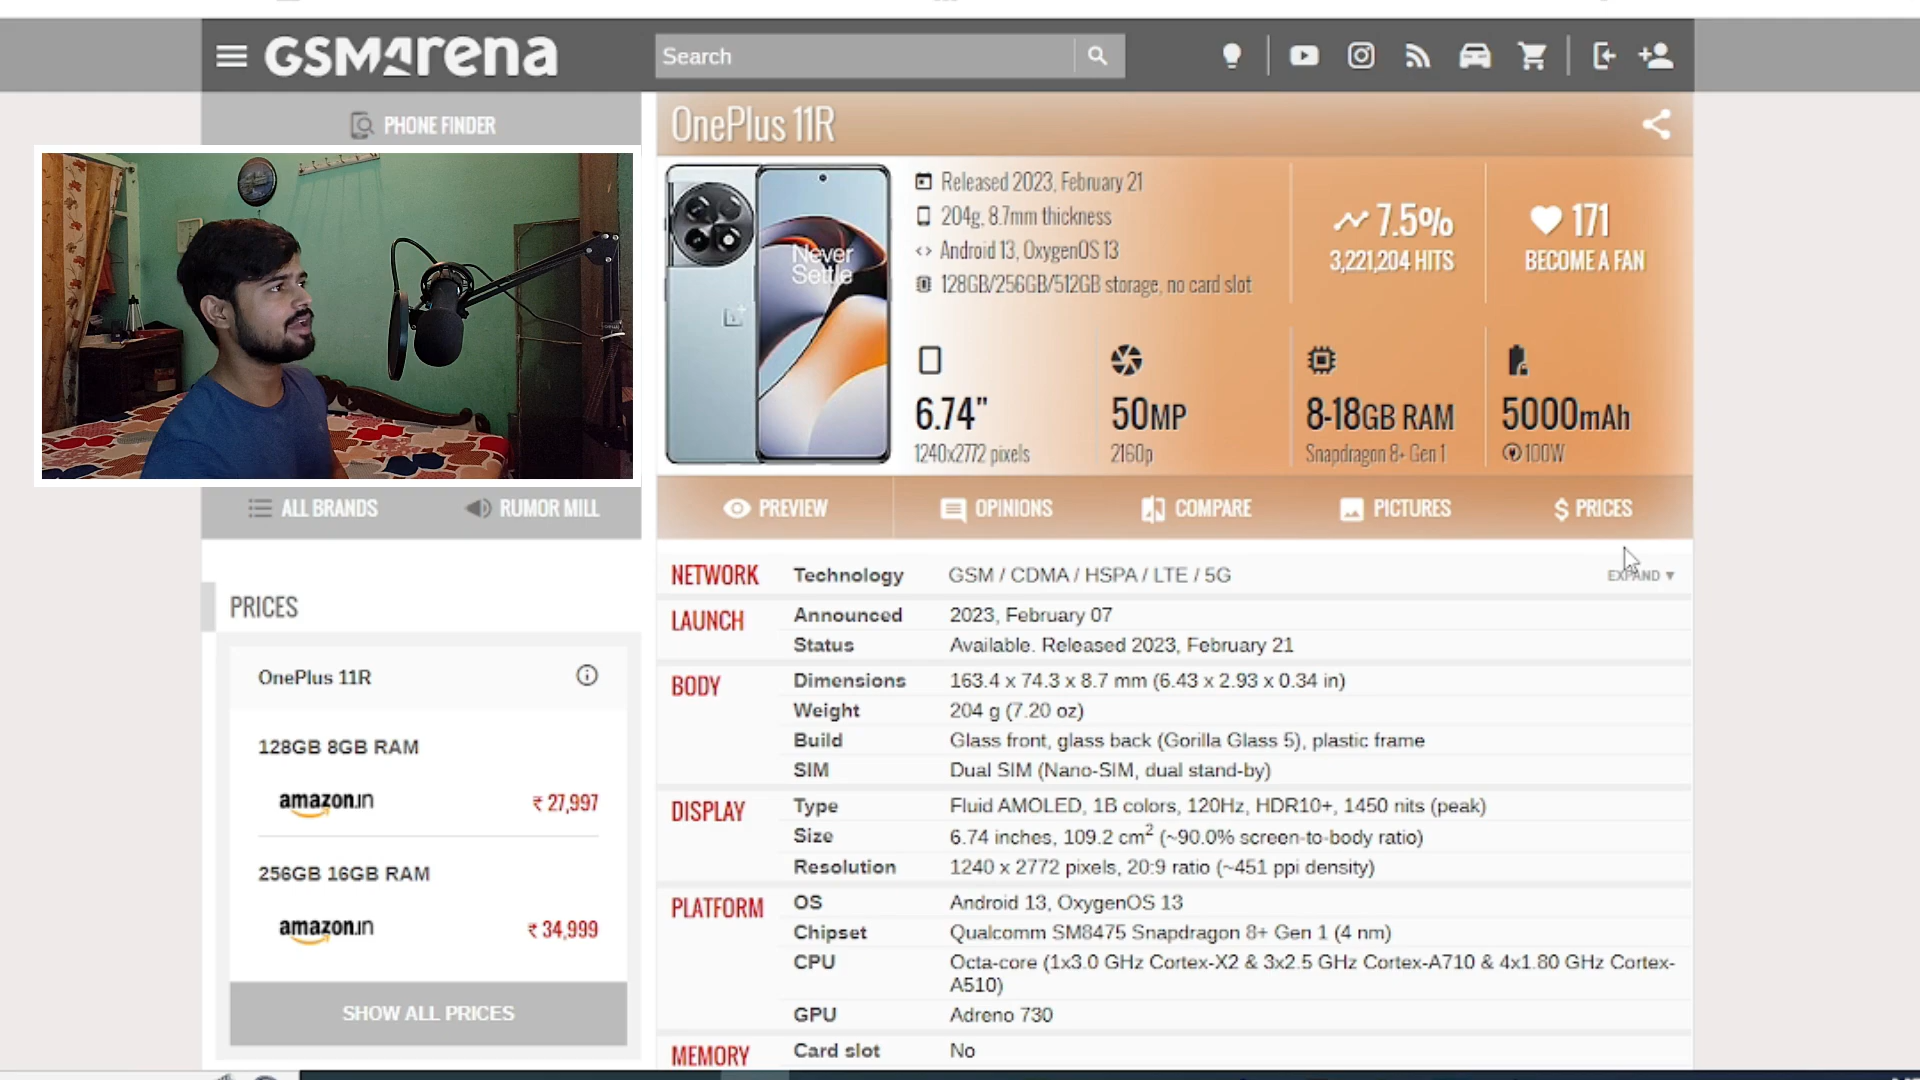 GSMArena
Search
PHONE FINDER
OnePlus 11R
Never
Settle
Released 2023, February 21
204g, 8.7mm thickness
Android 13, OxygenOS 13
128GB/256GB/512GB storage, no card slot
7.5%
3,221,204 HITS
171
BECOME A FAN
6.74"
1240x2772 pixels
50MP
2160p
8-18GB RAM
Snapdragon 8+ Gen 1
5000mAh
100W
ALL BRANDS
RUMOR MILL
PREVIEW
OPINIONS
COMPARE
PICTURES
$ PRICES
PRICES
OnePlus 11R
128GB 8GB RAM
amazon.in
₹ 27,997
256GB 16GB RAM
amazon.in
₹ 34,999
SHOW ALL PRICES
NETWORK Technology GSM / CDMA / HSPA / LTE / 5G
EXPAND ▼
LAUNCH Announced 2023, February 07
Status Available. Released 2023, February 21
BODY Dimensions 163.4 x 74.3 x 8.7 mm (6.43 x 2.93 x 0.34 in)
Weight 204 g (7.20 oz)
Build Glass front, glass back (Gorilla Glass 5), plastic frame
SIM Dual SIM (Nano-SIM, dual stand-by)
DISPLAY Type Fluid AMOLED, 1B colors, 120Hz, HDR10+, 1450 nits (peak)
Size 6.74 inches, 109.2 cm² (~90.0% screen-to-body ratio)
Resolution 1240 x 2772 pixels, 20:9 ratio (~451 ppi density)
PLATFORM OS Android 13, OxygenOS 13
Chipset Qualcomm SM8475 Snapdragon 8+ Gen 1 (4 nm)
CPU Octa-core (1x3.0 GHz Cortex-X2 & 3x2.5 GHz Cortex-A710 & 4x1.80 GHz Cortex-
A510)
GPU Adreno 730
MEMORY Card slot No